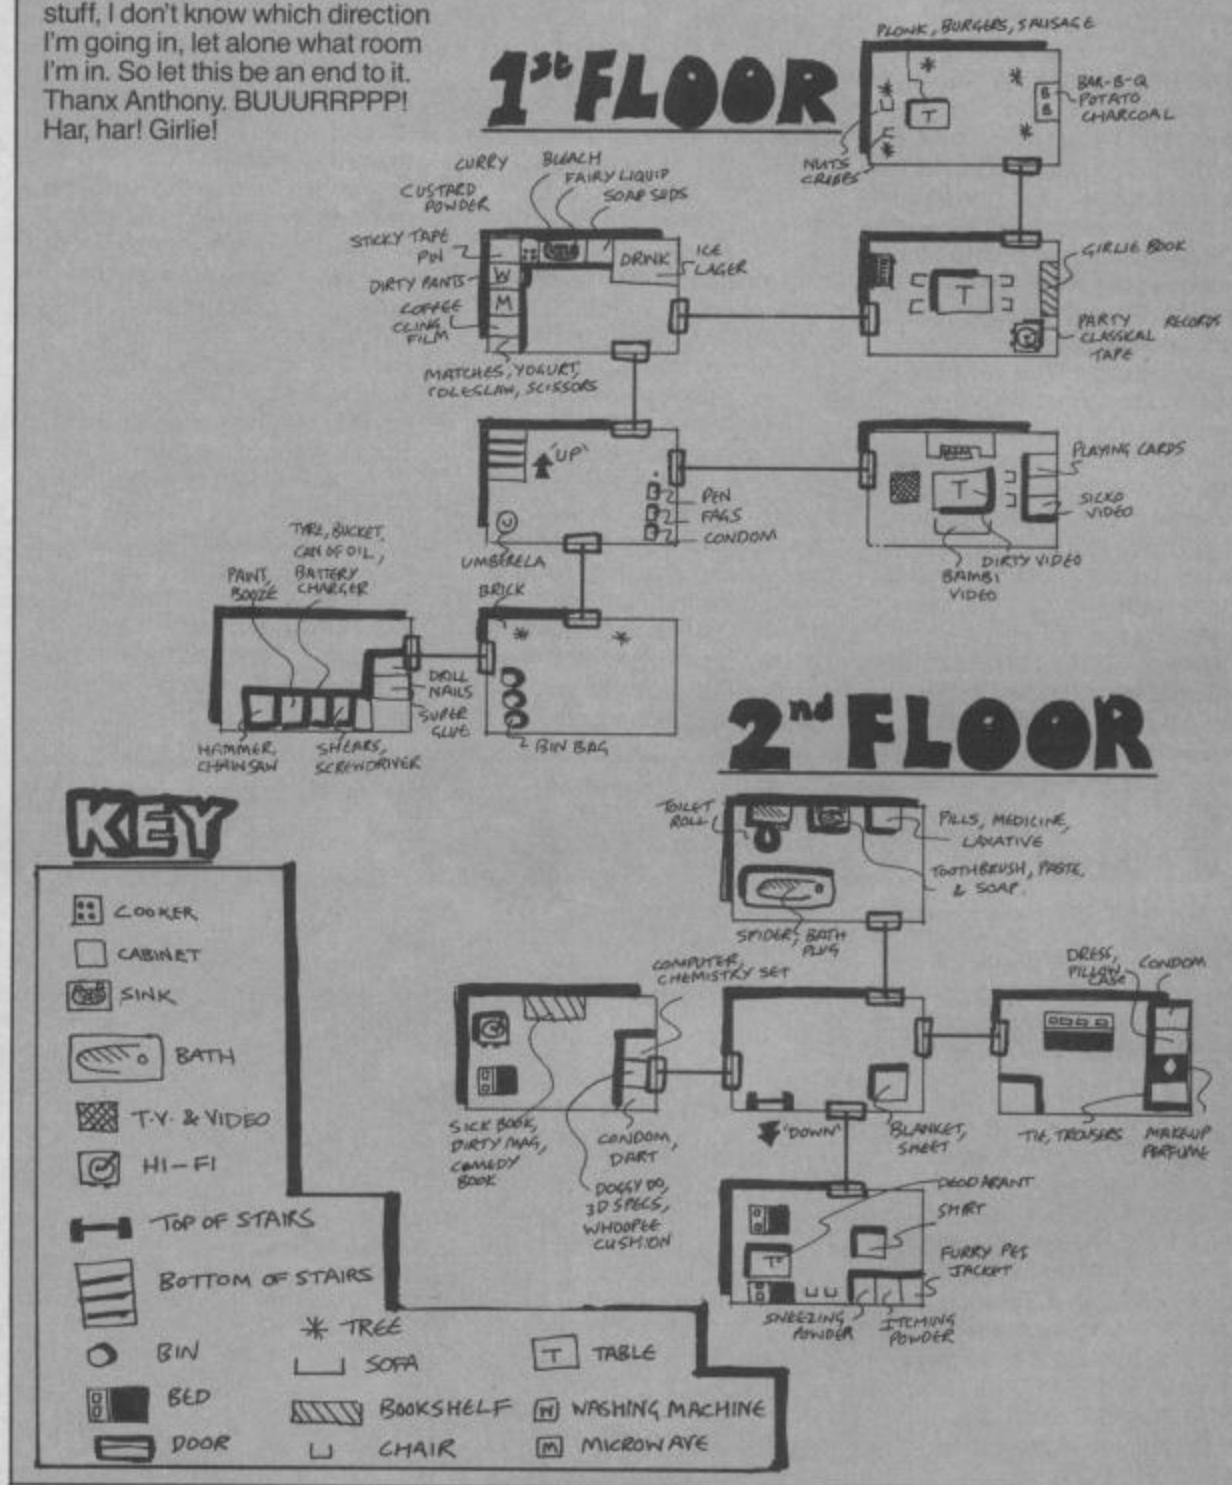 stuff, I don't know which direction
I'm going in, let alone what room
I'm in. So let this be an end to it.
Thanx Anthony. BUUURRPPP!
Har, har! Girlie!
1st FLOOR
PLONK, BURGERS, SAUSAGE
T
B
B
BAR-B-Q
POTATO
CHARCOAL
NUTS
CURRY
BLEACH
FAIRY LIQUID
SOAP SUDS
CUSTARD
POWDER
STICKY TAPE
PIN
DIRTY PANTS
COFFEE
CLING
FILM
W
M
DRINK
ICE
LAGER
MATCHES, YOGURT,
COLESLAW, SCISSORS
T
GIRLIE BOOK
PARTY RECORDS
CLASSICAL
TAPE
'UP'
U
UMBERELA
PEN
FAGS
CONDOM
T
PLAYING CARDS
SICKO
VIDEO
DIRTY VIDEO
BAMBI
VIDEO
TYRE, BUCKET,
CAN OF OIL,
BATTERY
CHARGER
PAINT,
BOOZE
BRICK
DRILL
NAILS
SUPER
GLUE
HAMMER,
CHAINSAW
SHEARS,
SCREWDRIVER
BIN BAG
2nd FLOOR
TOILET
ROLL
PILLS, MEDICINE,
LAXATIVE
TOOTHBRUSH, PASTE,
& SOAP.
SPIDER, BATH
PLUG
COMPUTER,
CHEMISTRY SET
DRESS,
PILLOW
CASE
CONDOM
SICK BOOK,
DIRTY MAG,
COMEDY
BOOK
CONDOM,
DART
DOGGY DO,
3D SPECS,
WHOOPEE
CUSHION
'DOWN'
BLANKET,
SHEET
TIE, TROUSERS
MAKEUP
PERFUME
DEODARANT
SHIRT
T
FURRY PET
JACKET
SNEEZING
POWDER
ITCHING
POWDER
KEY
COOKER
CABINET
SINK
BATH
T.V. & VIDEO
HI-FI
TOP OF STAIRS
BOTTOM OF STAIRS
BIN
BED
DOOR
TREE
SOFA
BOOKSHELF
CHAIR
T TABLE
W WASHING MACHINE
M MICROWAVE